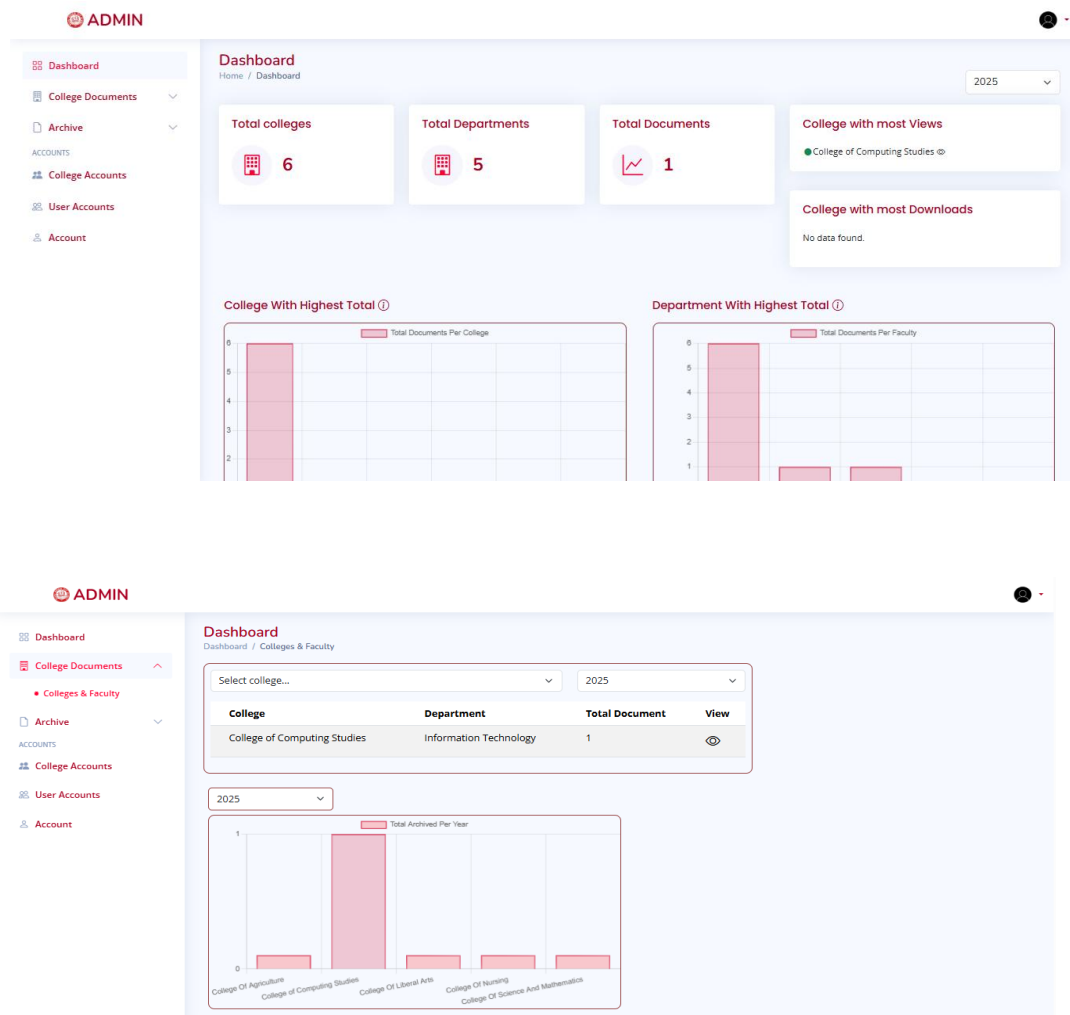 ADMIN
Dashboard
College Documents
Archive
ACCOUNTS
College Accounts
User Accounts
Account
Dashboard
Home / Dashboard
2025
Total colleges
6
Total Departments
5
Total Documents
1
College with most Views
College of Computing Studies
College with most Downloads
No data found.
College With Highest Total
Total Documents Per College
6
5
4
3
2
Department With Highest Total
Total Documents Per Faculty
6
5
4
3
2
1
ADMIN
Dashboard
College Documents
Colleges & Faculty
Archive
ACCOUNTS
College Accounts
User Accounts
Account
Dashboard
Dashboard / Colleges & Faculty
Select college...
2025
College Department Total Document View
College of Computing Studies Information Technology 1
2025
Total Archived Per Year
1
0
College Of Agriculture
College of Computing Studies
College Of Liberal Arts
College Of Nursing
College Of Science And Mathematics